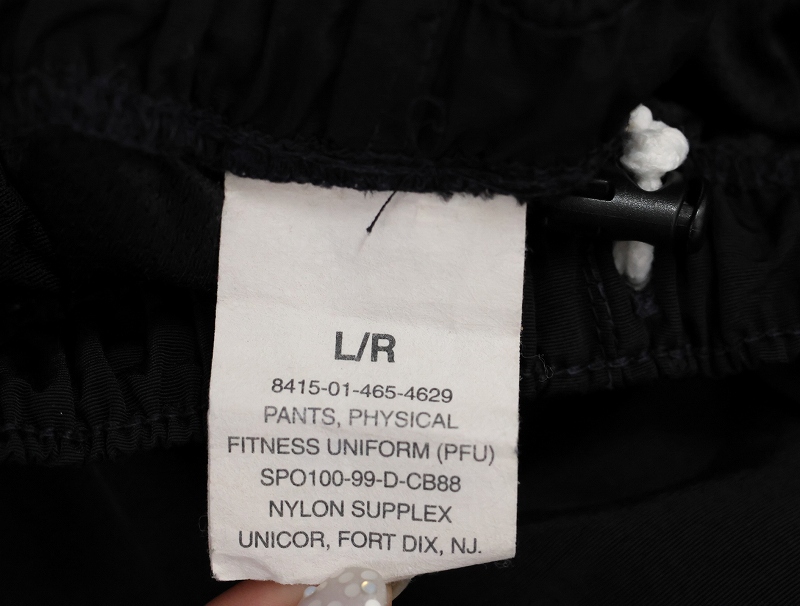 L/R
8415-01-465-4629
PANTS, PHYSICAL
FITNESS UNIFORM (PFU)
SPO100-99-D-CB88
NYLON SUPPLEX
UNICOR, FORT DIX, NJ.